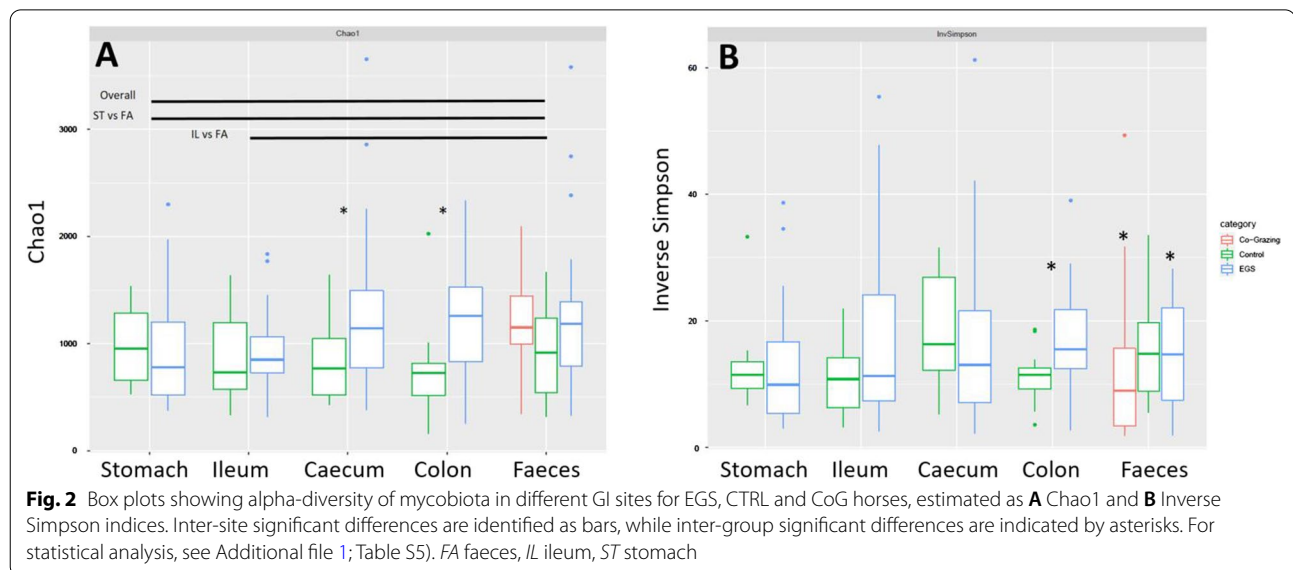 Chao1
InvSimpson
A
B
Overall
ST vs FA
IL vs FA
* *
* * *
Chao1
3000
2000
1000
0
Inverse Simpson
60
40
20
0
category
Co-Grazing
Control
EGS
Stomach Ileum Caecum Colon Faeces
Stomach Ileum Caecum Colon Faeces
Fig. 2 Box plots showing alpha-diversity of mycobiota in different GI sites for EGS, CTRL and CoG horses, estimated as A Chao1 and B Inverse
Simpson indices. Inter-site significant differences are identified as bars, while inter-group significant differences are indicated by asterisks. For
statistical analysis, see Additional file 1; Table S5). FA faeces, IL ileum, ST stomach